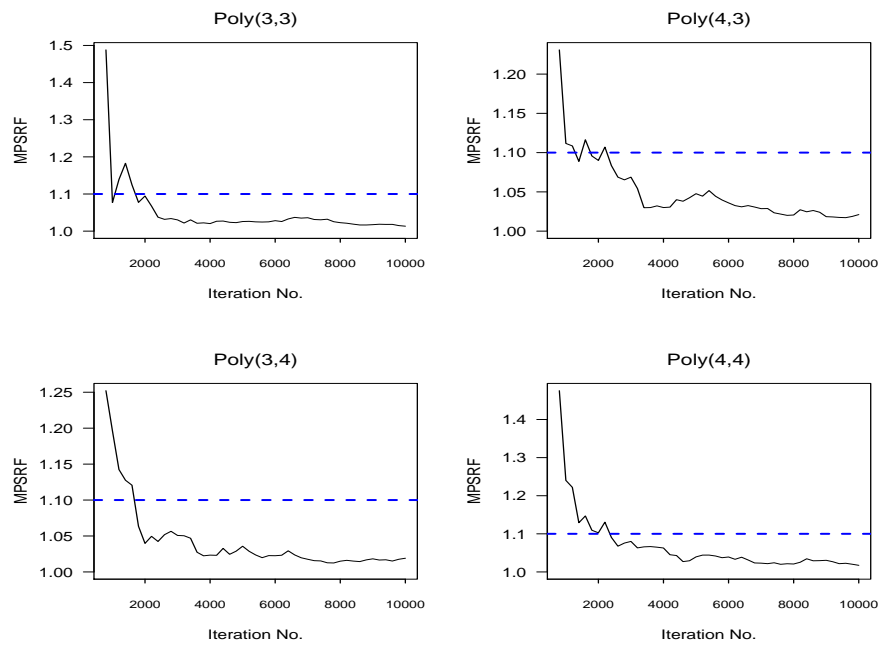 Poly(3,3)
MPSRF
1.5
1.4
1.3
1.2
1.1
1.0
2000 4000 6000 8000 10000
Iteration No.
Poly(4,3)
MPSRF
1.20
1.15
1.10
1.05
1.00
2000 4000 6000 8000 10000
Iteration No.
Poly(3,4)
MPSRF
1.25
1.20
1.15
1.10
1.05
1.00
2000 4000 6000 8000 10000
Iteration No.
Poly(4,4)
MPSRF
1.4
1.3
1.2
1.1
1.0
2000 4000 6000 8000 10000
Iteration No.